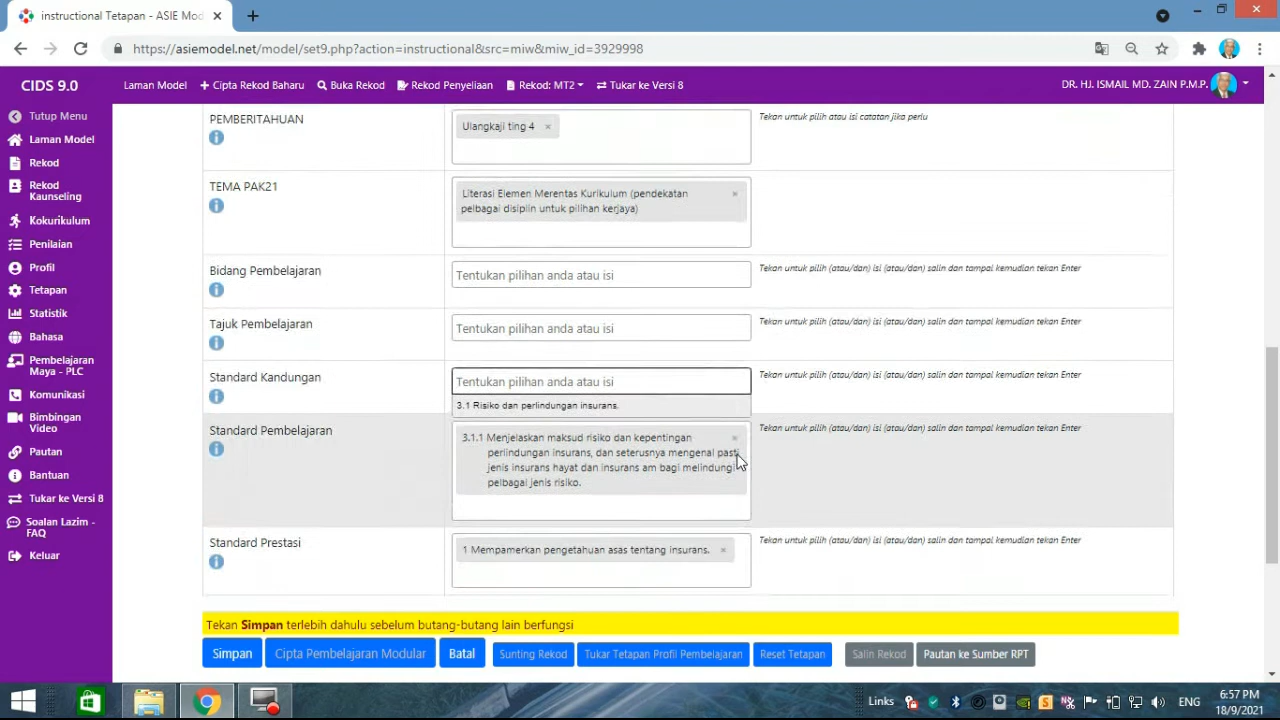 instructional Tetapan - ASIE Mod
https://asiemodel.net/model/set9.php?action=instructional&src=miw&miw_id=3929998
CIDS 9.0
Laman Model
Cipta Rekod Baharu
Buka Rekod
Rekod Penyeliaan
Rekod: MT2
Tukar ke Versi 8
DR. HJ. ISMAIL MD. ZAIN P.M.P.
Tutup Menu
Laman Model
Rekod
Rekod
Kaunseling
Kokurikulum
Penilaian
Profil
Tetapan
Statistik
Bahasa
Pembelajaran
Maya - PLC
Komunikasi
Bimbingan
Video
Pautan
Bantuan
Tukar ke Versi 8
Soalan Lazim -
FAQ
Keluar
PEMBERITAHUAN
Ulangkaji ting 4 ×
Tekan untuk pilih atau isi catatan jika perlu
TEMA PAK21
Literasi Elemen Merentas Kurikulum (pendekatan ×
pelbagai disiplin untuk pilihan kerjaya)
Bidang Pembelajaran
Tentukan pilihan anda atau isi
Tekan untuk pilih (atau/dan) isi (atau/dan) salin dan tampal kemudian tekan Enter
Tajuk Pembelajaran
Tentukan pilihan anda atau isi
Tekan untuk pilih (atau/dan) isi (atau/dan) salin dan tampal kemudian tekan Enter
Standard Kandungan
Tentukan pilihan anda atau isi
Tekan untuk pilih (atau/dan) isi (atau/dan) salin dan tampal kemudian tekan Enter
3.1 Risiko dan perlindungan insurans.
Standard Pembelajaran
3.1.1 Menjelaskan maksud risiko dan kepentingan ×
perlindungan insurans, dan seterusnya mengenal pasti
jenis insurans hayat dan insurans am bagi melindungi
pelbagai jenis risiko.
Tekan untuk pilih (atau/dan) isi (atau/dan) salin dan tampal kemudian tekan Enter
Standard Prestasi
1 Mempamerkan pengetahuan asas tentang insurans. ×
Tekan untuk pilih (atau/dan) isi (atau/dan) salin dan tampal kemudian tekan Enter
Tekan Simpan terlebih dahulu sebelum butang-butang lain berfungsi
Simpan
Cipta Pembelajaran Modular
Batal
Sunting Rekod
Tukar Tetapan Profil Pembelajaran
Reset Tetapan
Salin Rekod
Pautan ke Sumber RPT
Links
ENG
6:57 PM
18/9/2021